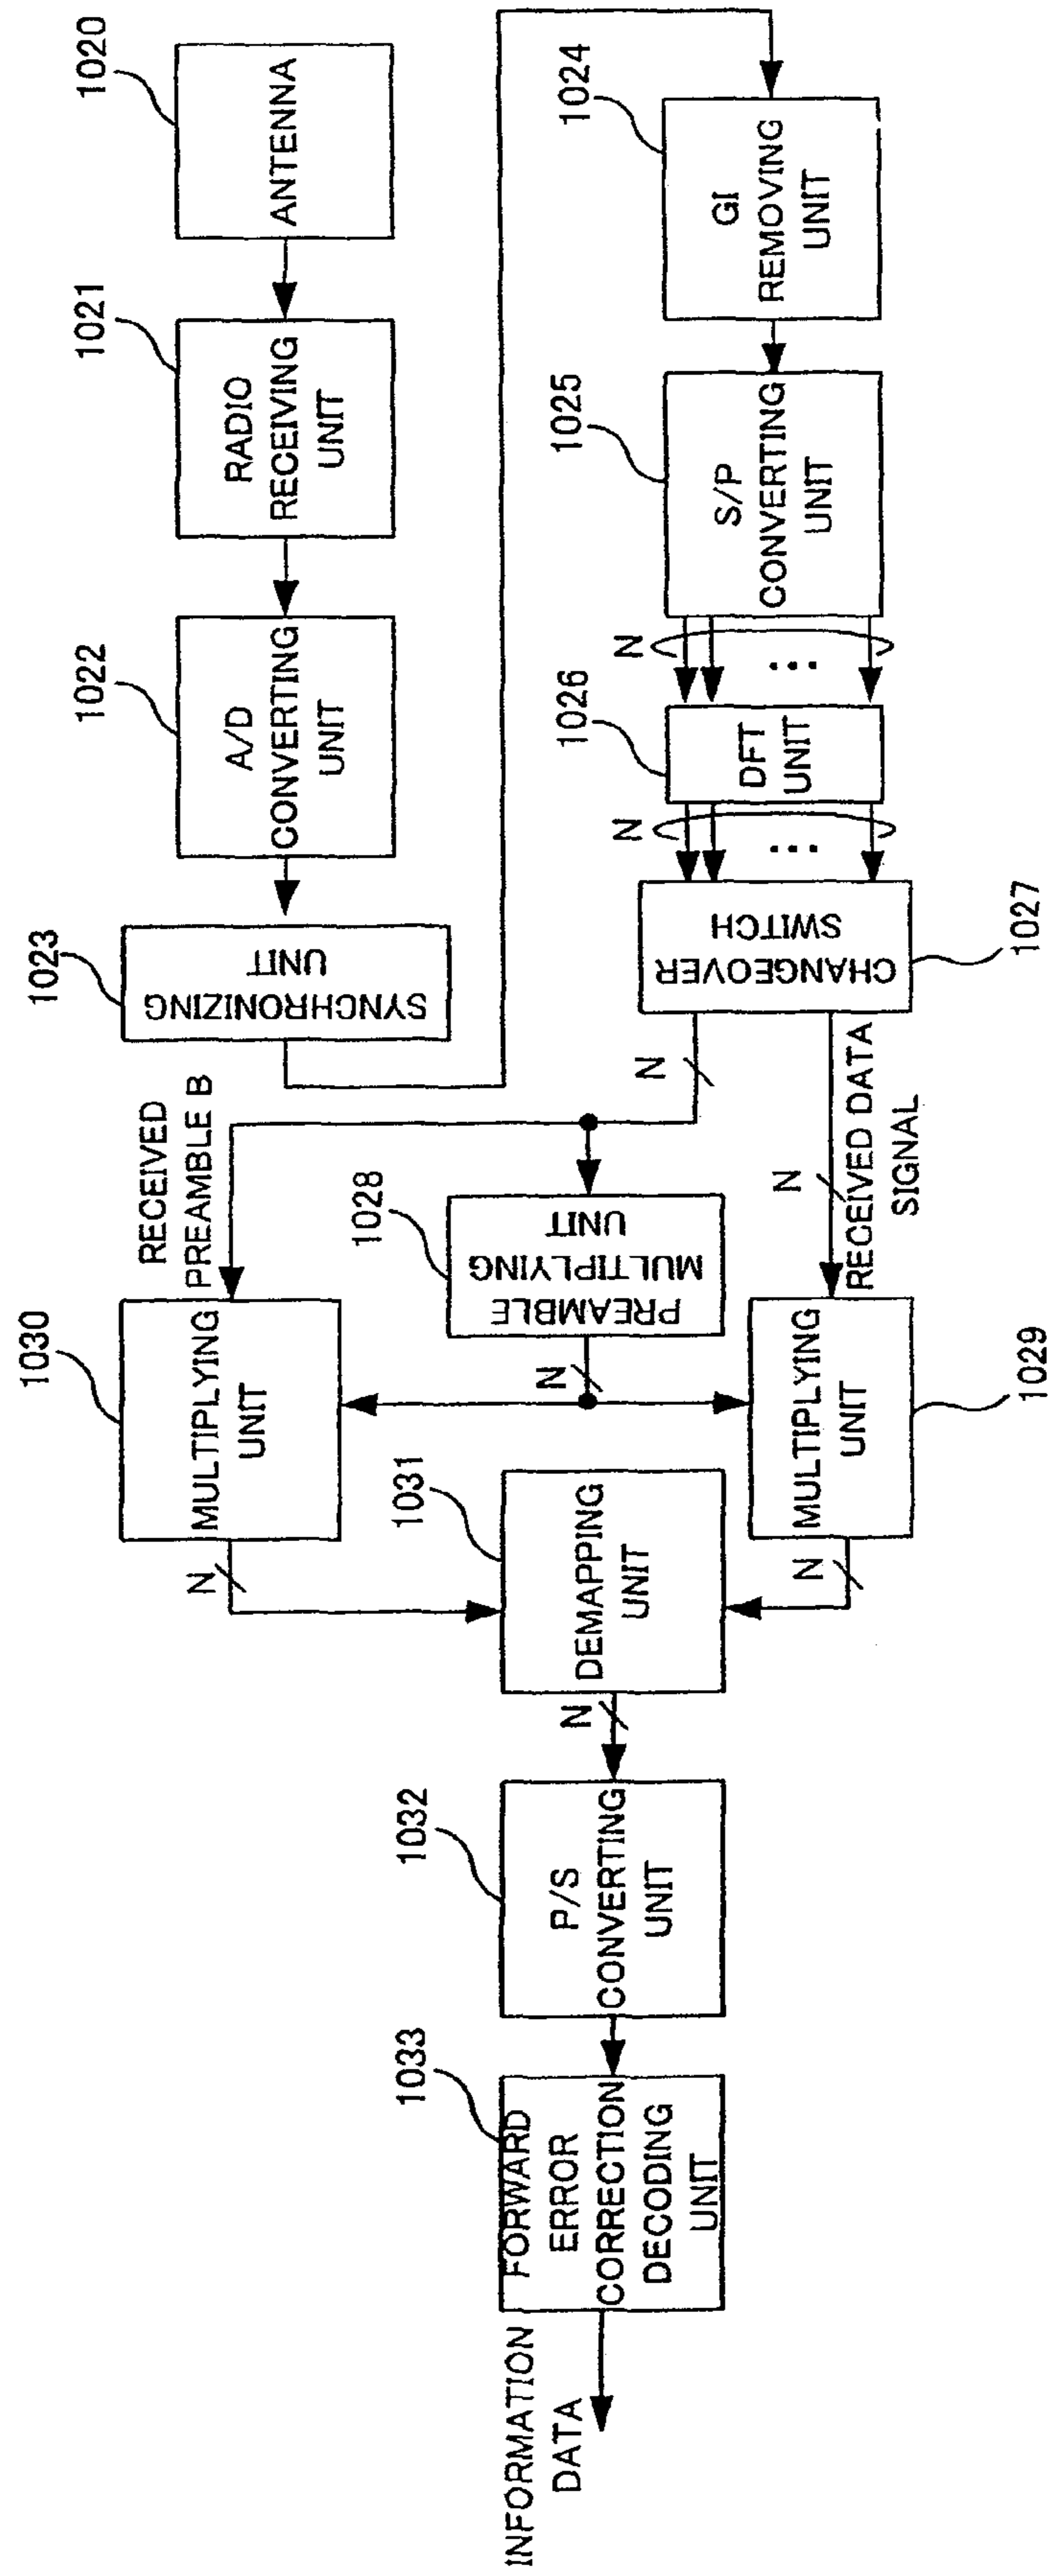 1020
ANTENNA
1021
RADIO
RECEIVING
UNIT
1022
A/D
CONVERTING
UNIT
1023
SYNCHRONIZING
UNIT
1024
GI
REMOVING
UNIT
1025
S/P
CONVERTING
UNIT
N
1026
DFT
UNIT
N
1027
CHANGEOVER
SWITCH
N
RECEIVED
PREAMBLE B
1028
PREAMBLE
MULTIPLYING
UNIT
N
N
RECEIVED DATA
SIGNAL
1030
MULTIPLYING
UNIT
N
1029
MULTIPLYING
UNIT
N
1031
DEMAPPING
UNIT
N
1032
P/S
CONVERTING
UNIT
1033
FORWARD
ERROR
CORRECTION
DECODING
UNIT
INFORMATION
DATA